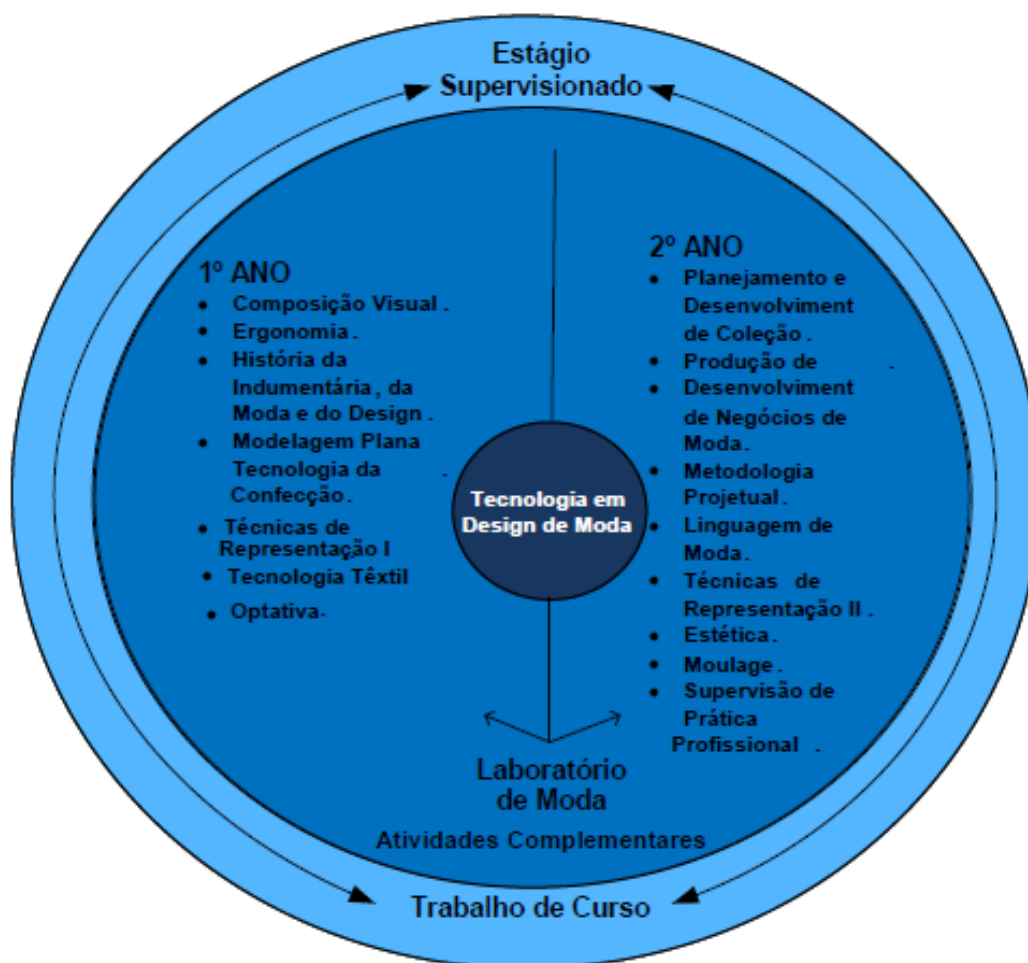 Estágio
Supervisionado
1º ANO
• Composição Visual .
• Ergonomia .
• História da
Indumentária , da
Moda e do Design .
• Modelagem Plana
Tecnologia da .
Confecção.
• Técnicas de
Representação I
• Tecnologia Têxtil
• Optativa.
Tecnologia em
Design de Moda
2º ANO
• Planejamento e
Desenvolviment
de Coleção .
• Produção de .
• Desenvolviment
de Negócios de
Moda.
• Metodologia
Projetual.
• Linguagem de
Moda.
• Técnicas de
Representação II .
• Estética .
• Moulage .
• Supervisão de
Prática
Profissional .
Laboratório
de Moda
Atividades Complementares
Trabalho de Curso